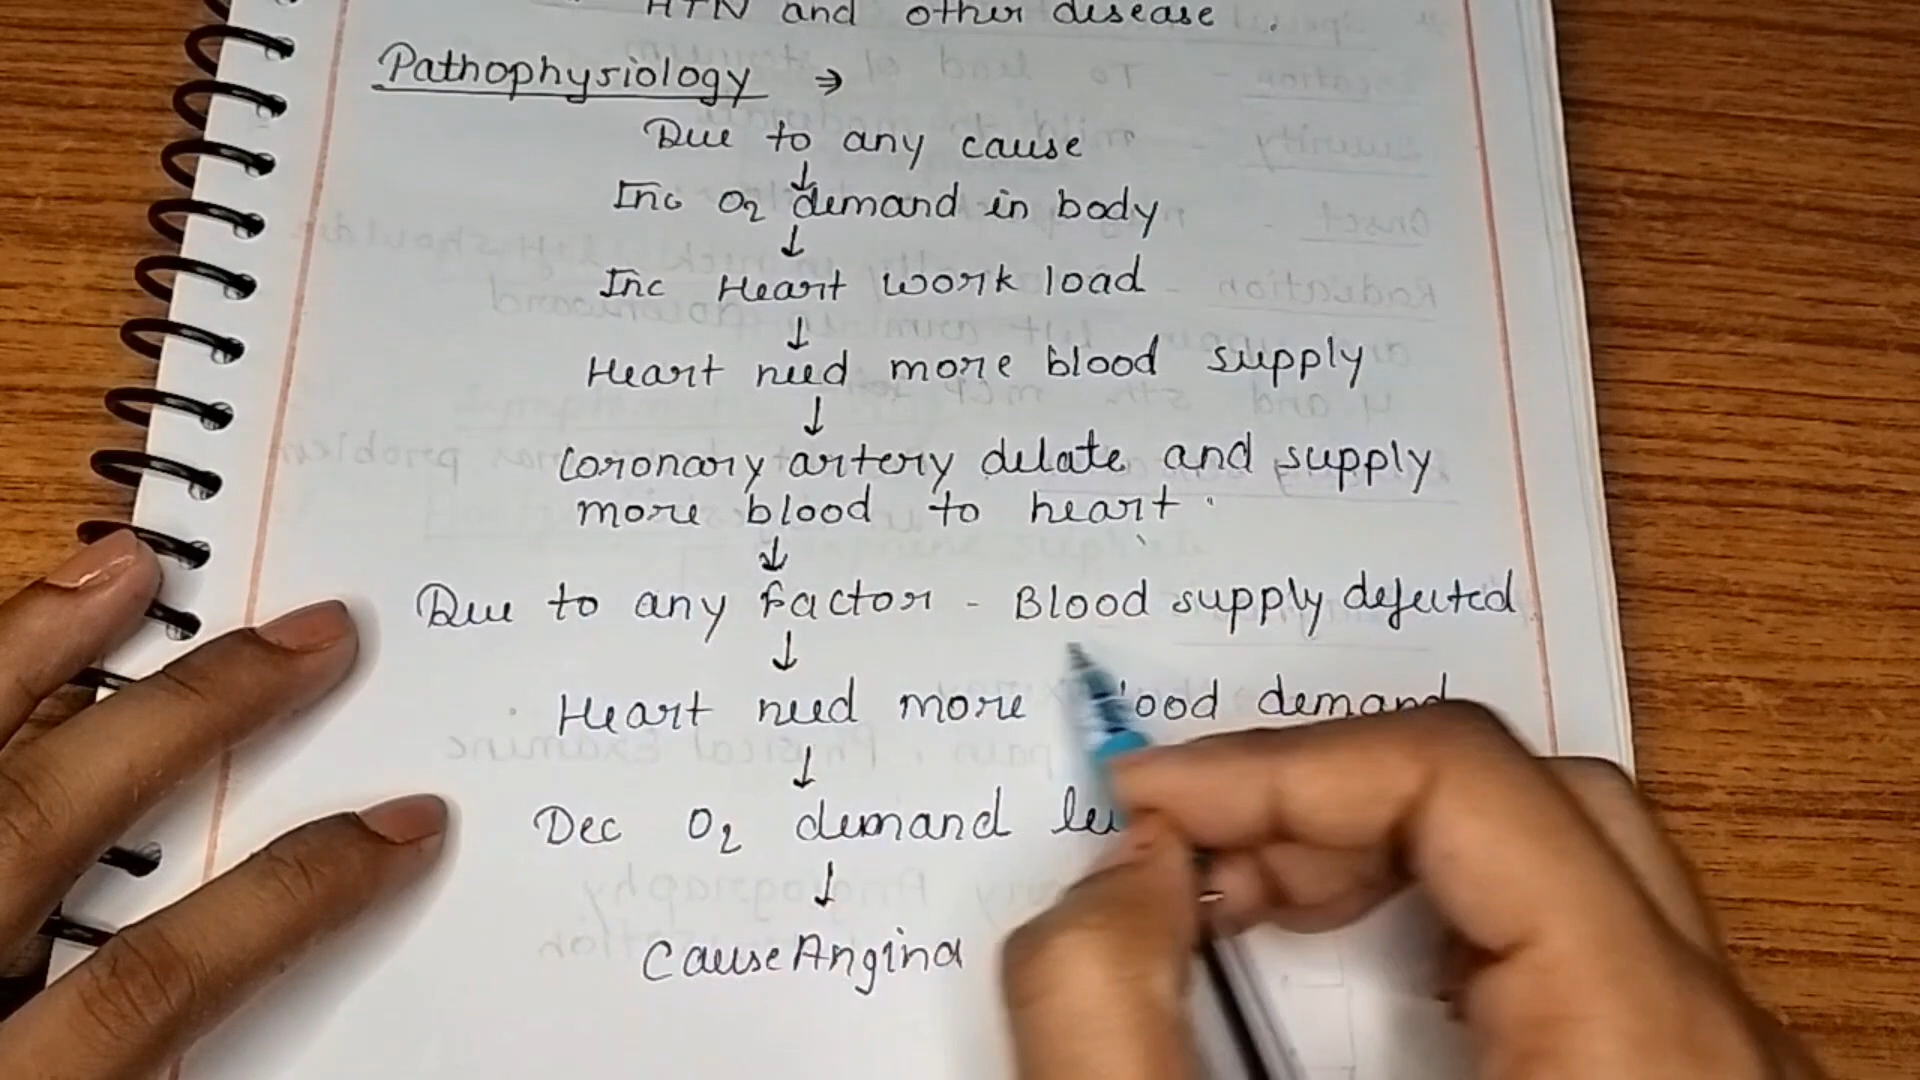 HTN and other disease.
Pathophysiology →
Due to any cause
↓
Inc O2 demand in body
↓
Inc Heart work load
↓
Heart need more blood supply
↓
Coronary artery delate and supply
more blood to heart.
↓
Due to any factor - Blood supply defected
↓
Heart need more demand
↓
Dec O2 demand
↓
Cause Angina